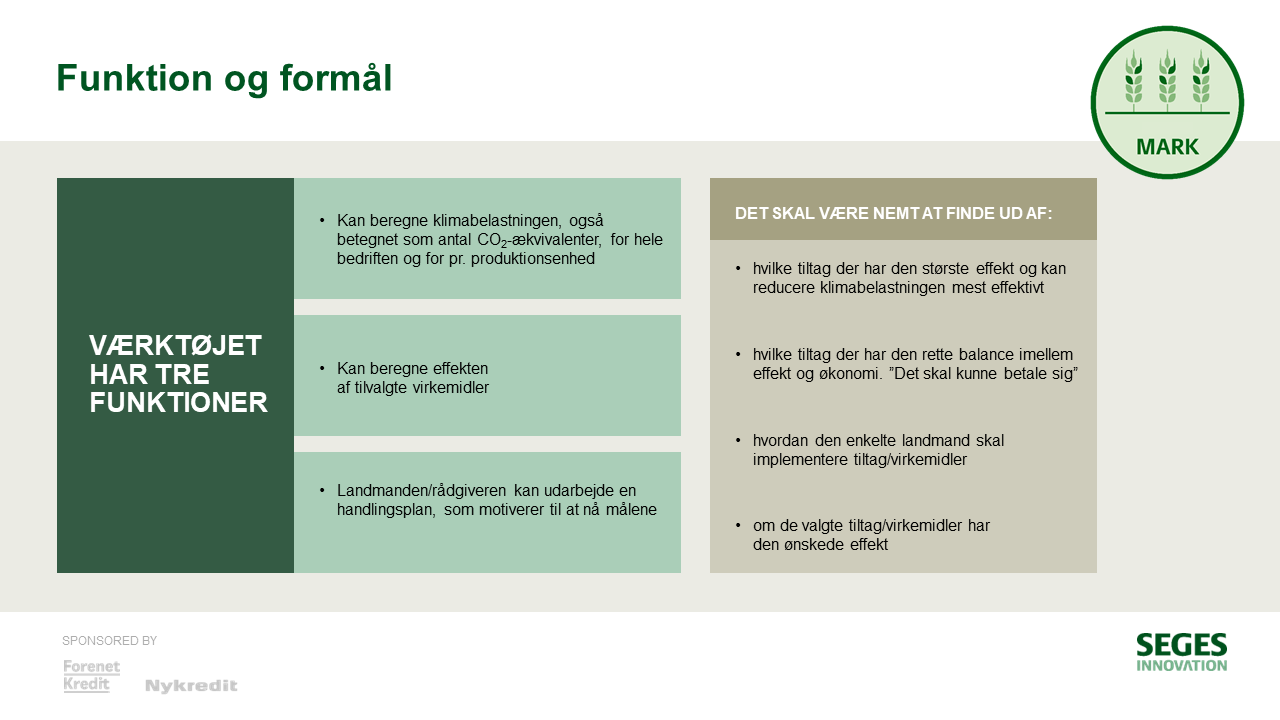 Funktion og formål
MARK
VÆRKTØJET
HAR TRE
FUNKTIONER
• Kan beregne klimabelastningen, også
betegnet som antal CO₂-ækvivalenter, for hele
bedriften og for pr. produktionsenhed
• Kan beregne effekten
af tilvalgte virkemidler
• Landmanden/rådgiveren kan udarbejde en
handlingsplan, som motiverer til at nå målene
DET SKAL VÆRE NEMT AT FINDE UD AF:
• hvilke tiltag der har den største effekt og kan
reducere klimabelastningen mest effektivt
• hvilke tiltag der har den rette balance imellem
effekt og økonomi. ”Det skal kunne betale sig”
• hvordan den enkelte landmand skal
implementere tiltag/virkemidler
• om de valgte tiltag/virkemidler har
den ønskede effekt
SPONSORED BY
Forenet
Kredit
Nykredit
SEGES
INNOVATION